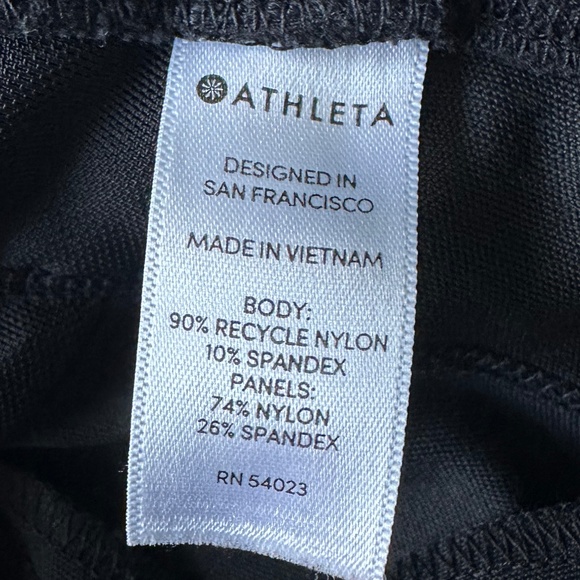 ATHLETA
DESIGNED IN
SAN FRANCISCO
MADE IN VIETNAM
BODY:
90% RECYCLE NYLON
10% SPANDEX
PANELS:
74% NYLON
26% SPANDEX
RN 54023